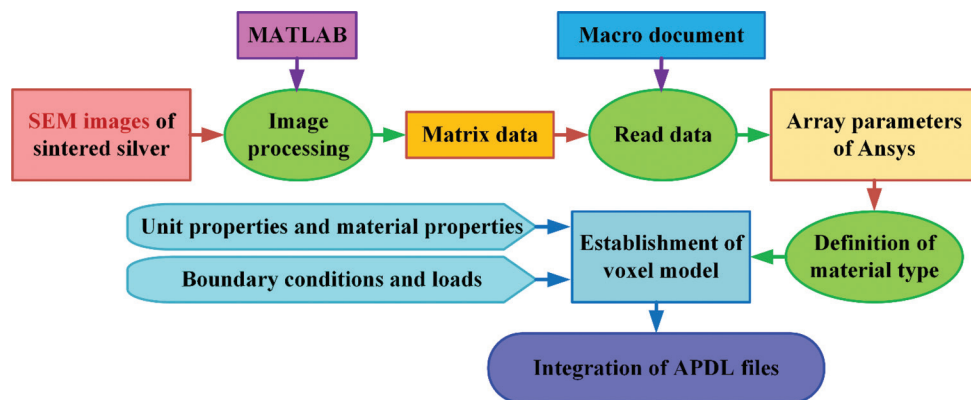 MATLAB
Macro document
SEM images of
sintered silver
Image
processing
Matrix data
Read data
Array parameters
of Ansys
Unit properties and material properties
Boundary conditions and loads
Establishment of
voxel model
Definition of
material type
Integration of APDL files